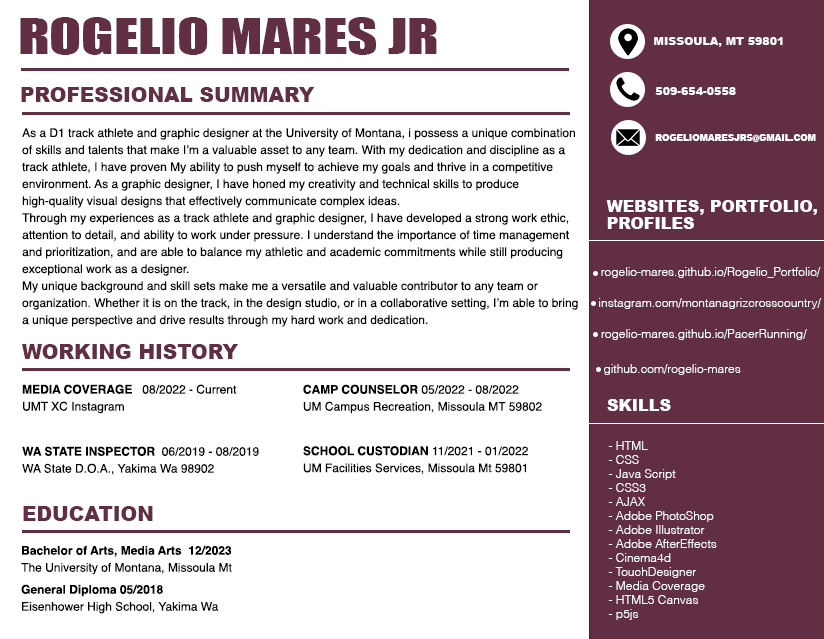 ROGELIO MARES JR
PROFESSIONAL SUMMARY
As a D1 track athlete and graphic designer at the University of Montana, i possess a unique combination
of skills and talents that make I'm a valuable asset to any team. With my dedication and discipline as a
track athlete, I have proven My ability to push myself to achieve my goals and thrive in a competitive
environment. As a graphic designer, I have honed my creativity and technical skills to produce
high-quality visual designs that effectively communicate complex ideas.
Through my experiences as a track athlete and graphic designer, I have developed a strong work ethic,
attention to detail, and ability to work under pressure. I understand the importance of time management
and prioritization, and are able to balance my athletic and academic commitments while still producing
exceptional work as a designer.
My unique background and skill sets make me a versatile and valuable contributor to any team or
organization. Whether it is on the track, in the design studio, or in a collaborative setting, I'm able to bring
a unique perspective and drive results through my hard work and dedication.
WORKING HISTORY
MEDIA COVERAGE 08/2022 - Current
UMT XC Instagram
CAMP COUNSELOR 05/2022 - 08/2022
UM Campus Recreation, Missoula MT 59802
WA STATE INSPECTOR 06/2019 - 08/2019
WA State D.O.A., Yakima Wa 98902
SCHOOL CUSTODIAN 11/2021 - 01/2022
UM Facilities Services, Missoula Mt 59801
EDUCATION
Bachelor of Arts, Media Arts 12/2023
The University of Montana, Missoula Mt
General Diploma 05/2018
Eisenhower High School, Yakima Wa
MISSOULA, MT 59801
509-654-0558
ROGELIOMARESJR5@GMAIL.COM
WEBSITES, PORTFOLIO,
PROFILES
• rogelio-mares.github.io/Rogelio_Portfolio/
• instagram.com/montanagrizcrosscountry/
• rogelio-mares.github.io/PacerRunning/
• github.com/rogelio-mares
SKILLS
- HTML
- CSS
- Java Script
- CSS3
- AJAX
- Adobe PhotoShop
- Adobe Illustrator
- Adobe AfterEffects
- Cinema4d
- TouchDesigner
- Media Coverage
- HTML5 Canvas
- p5js